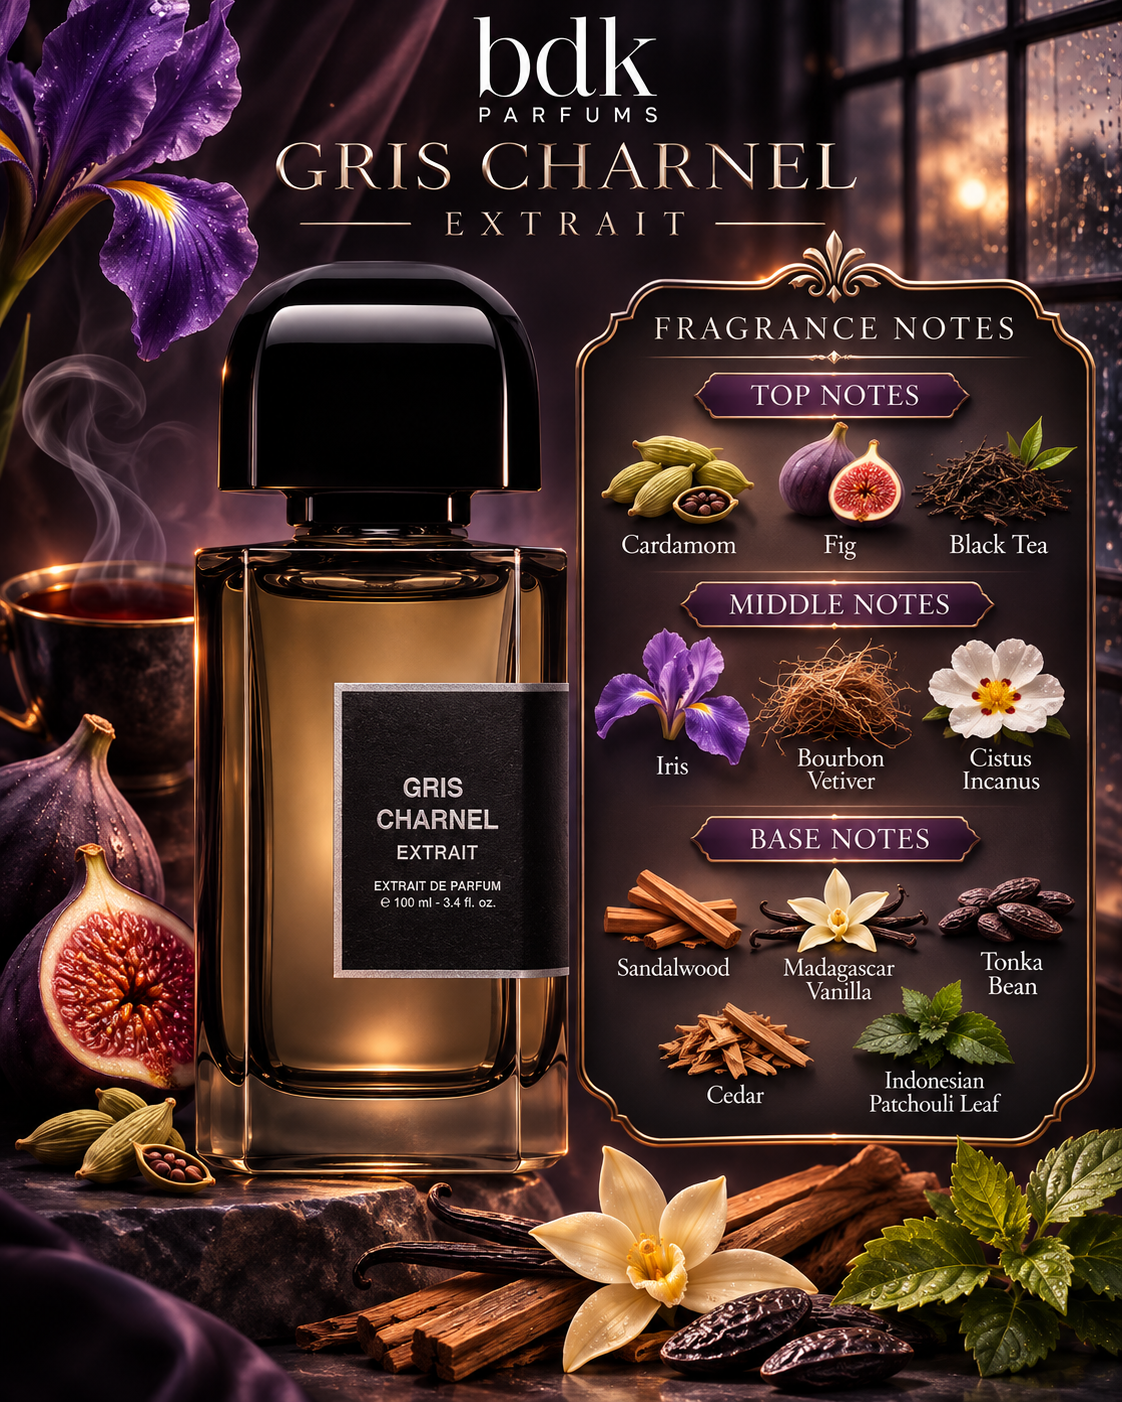 bdk
PARFUMS
GRIS CHARNEL
EXTRAIT
FRAGRANCE NOTES
TOP NOTES
Cardamom
Fig
Black Tea
MIDDLE NOTES
Iris
Bourbon
Vetiver
Cistus
Incanus
BASE NOTES
Sandalwood
Madagascar
Vanilla
Tonka
Bean
Cedar
Indonesian
Patchouli Leaf
GRIS
CHARNEL
EXTRAIT
EXTRAIT DE PARFUM
℮ 100 ml - 3.4 fl. oz.